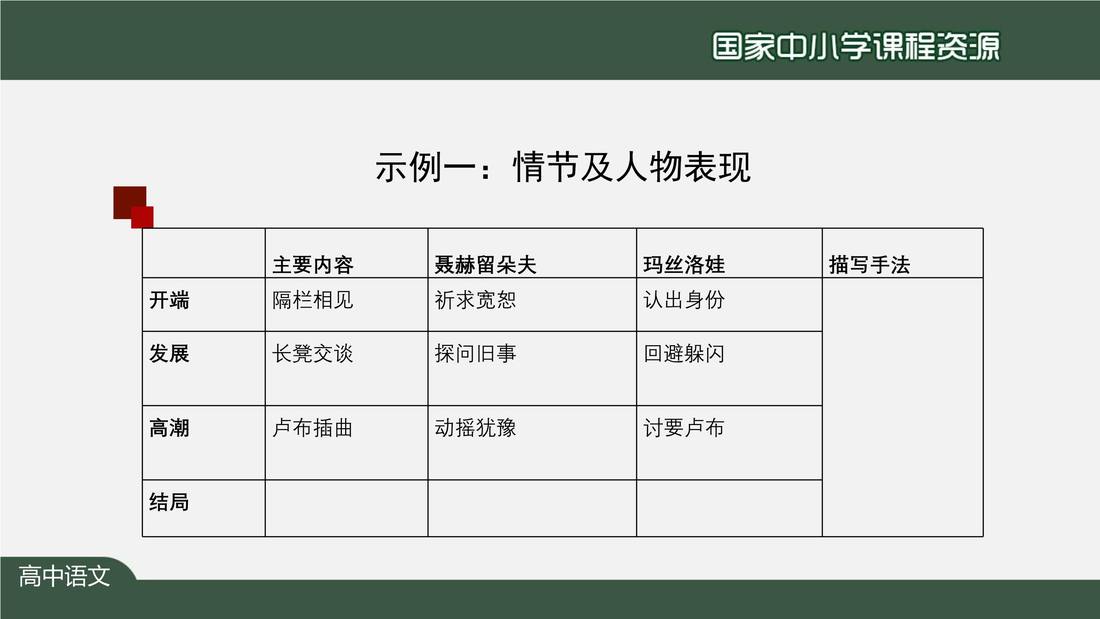 国家中小学课程资源
示例一：情节及人物表现
主要内容 聂赫留朵夫 玛丝洛娃 描写手法
开端 隔栏相见 祈求宽恕 认出身份
发展 长凳交谈 探问旧事 回避躲闪
高潮 卢布插曲 动摇犹豫 讨要卢布
结局
高中语文